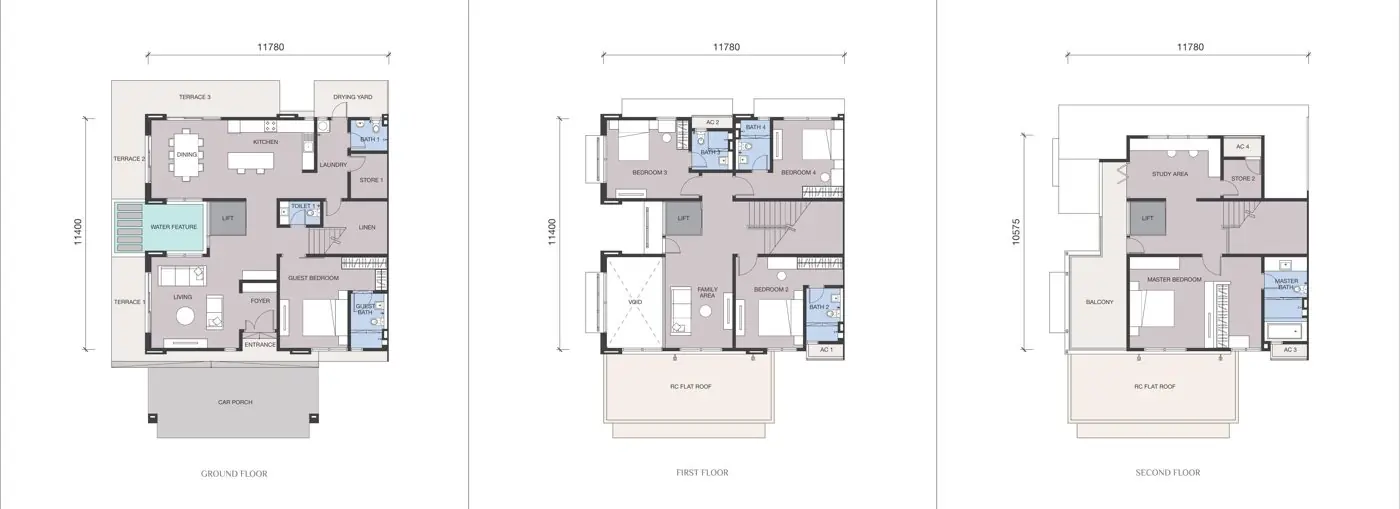 11780
11400
TERRACE 3
DRYING YARD
KITCHEN
BATH 1
DINING
TERRACE 2
LAUNDRY
STORE 1
TOILET 1
LIFT
WATER FEATURE
LINEN
GUEST BEDROOM
LIVING
FOYER
TERRACE 1
GUEST
BATH
ENTRANCE
CAR PORCH
GROUND FLOOR
11780
11400
AC 2
BATH 4
BATH 3
BEDROOM 3
BEDROOM 4
LIFT
FAMILY
AREA
BEDROOM 2
VOID
BATH 2
AC 1
RC FLAT ROOF
FIRST FLOOR
11780
10575
AC 4
STUDY AREA
STORE 2
LIFT
MASTER BEDROOM
MASTER
BATH
BALCONY
AC 3
RC FLAT ROOF
SECOND FLOOR